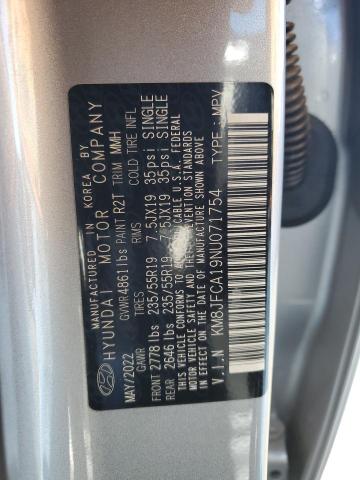 MANUFACTURED IN KOREA BY
HYUNDAI MOTOR COMPANY
MAY/2022 GVWR 4861 lbs PAINT R2T TRIM MMH
GAWR TIRES RIMS COLD TIRE INFL
FRONT 2778 lbs 235/55R19 7.5JX19 35psi SINGLE
REAR 2646 lbs 235/55R19 7.5JX19 35psi SINGLE
THIS VEHICLE CONFORMS TO ALL APPLICABLE U.S.A. FEDERAL
MOTOR VEHICLE SAFETY, BUMPER, AND THEFT PREVENTION STANDARDS
IN EFFECT ON THE DATE OF MANUFACTURE SHOWN ABOVE.
V.I.N KM8JFCA19NU071754 TYPE : MPV